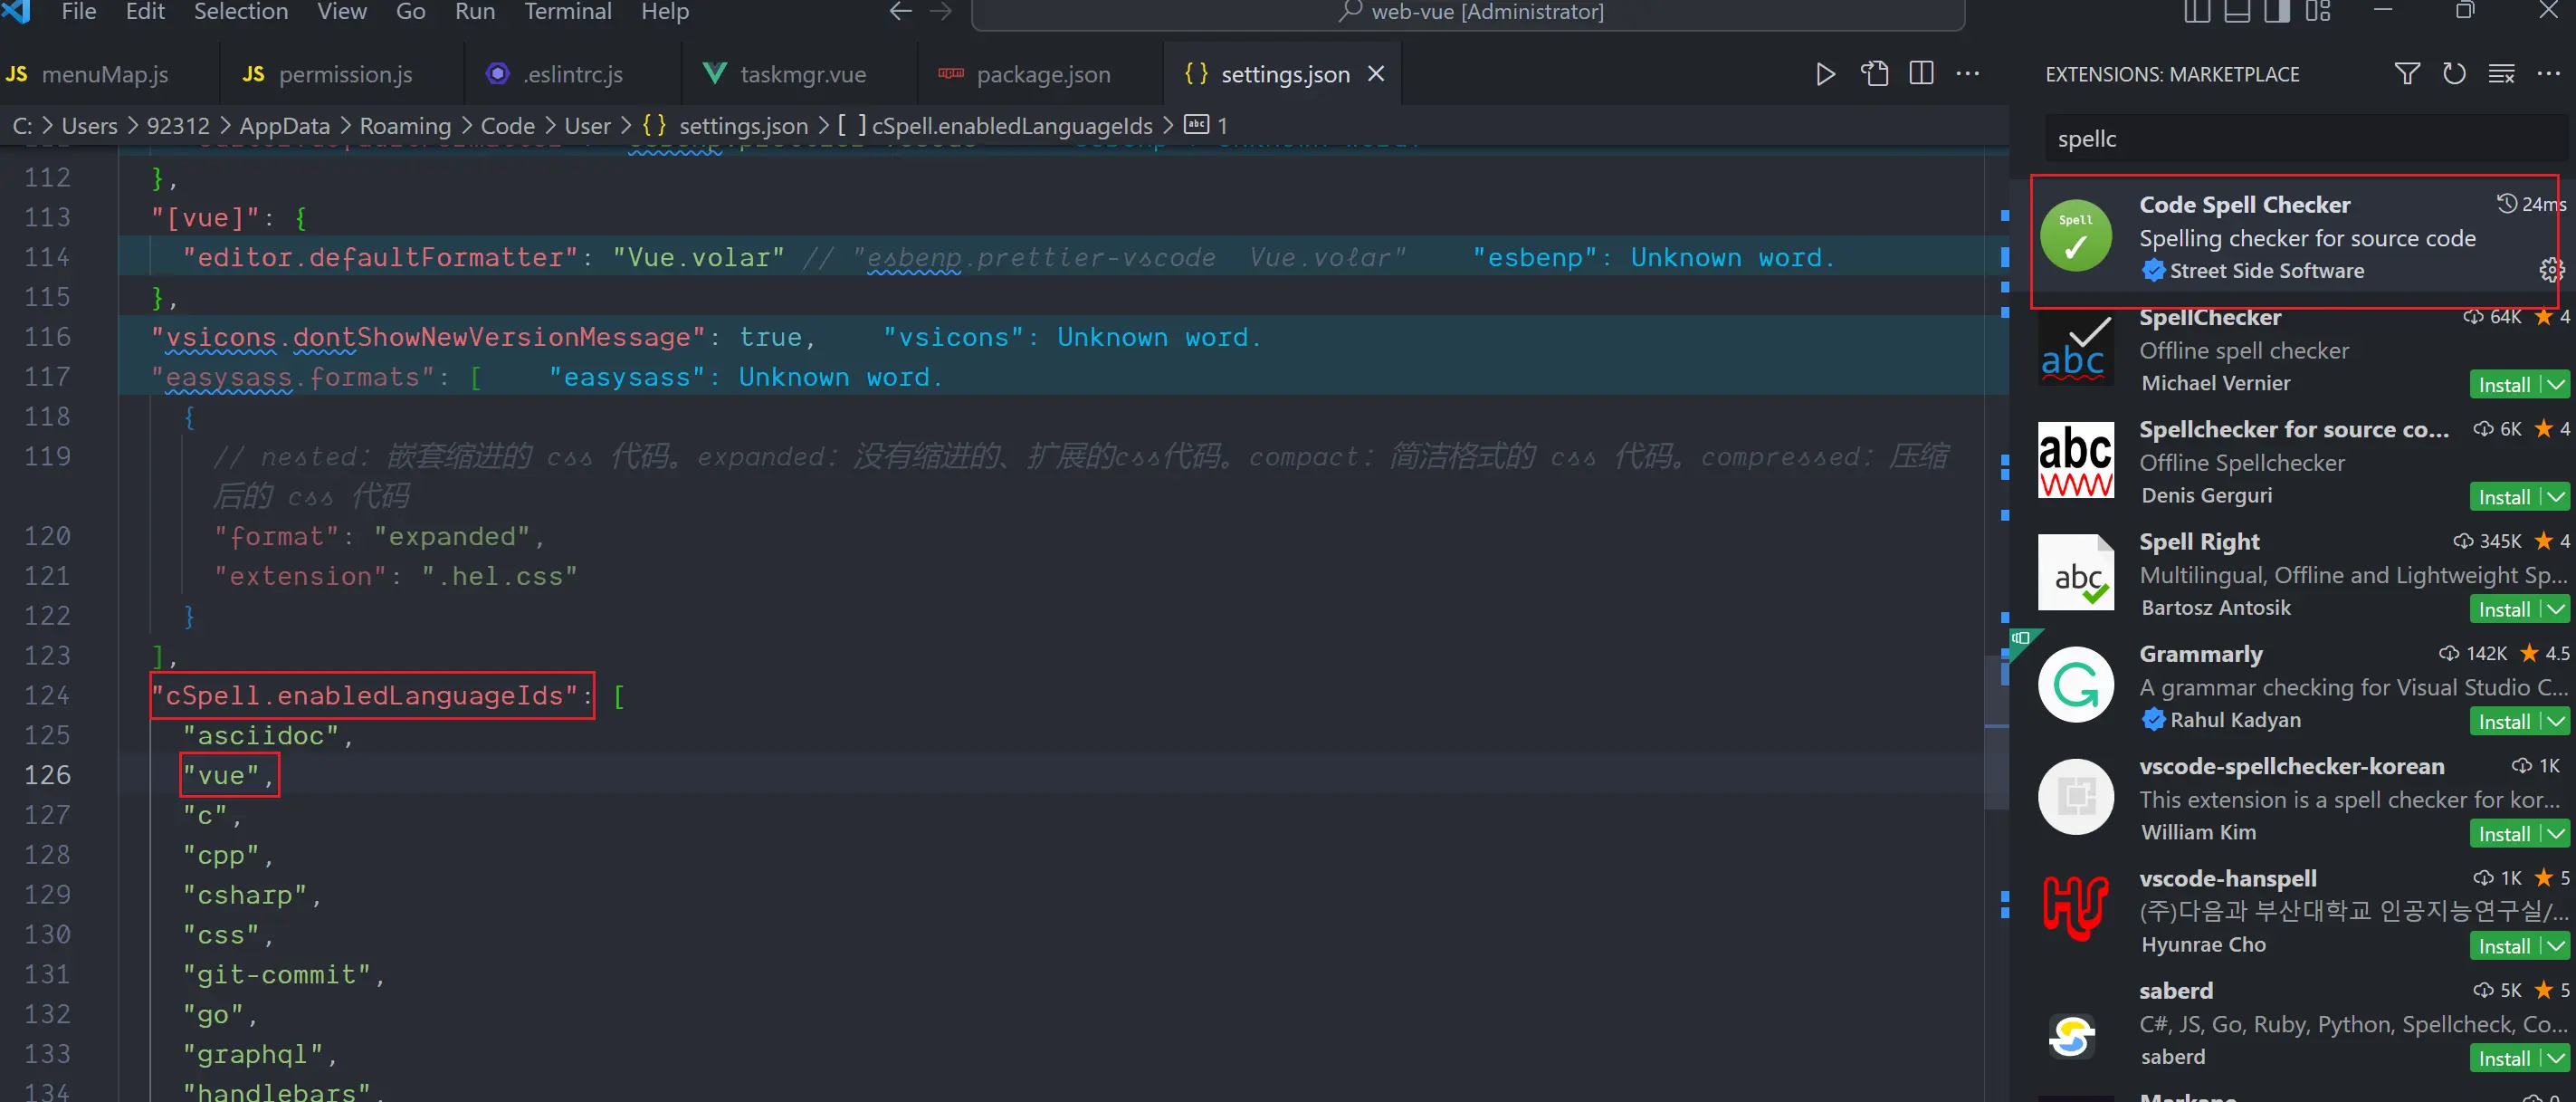 File Edit Selection View Go Run Terminal Help
web-vue [Administrator]
JS menuMap.js
JS permission.js
.eslintrc.js
taskmgr.vue
package.json
{} settings.json
C: > Users > 92312 > AppData > Roaming > Code > User > {} settings.json > [ ] cSpell.enabledLanguageIds > abc 1
112 },
113 "[vue]": {
114 "editor.defaultFormatter": "Vue.volar" // "esbenp.prettier-vscode  Vue.volar" "esbenp": Unknown word.
115 },
116 "vsicons.dontShowNewVersionMessage": true, "vsicons": Unknown word.
117 "easysass.formats": [ "easysass": Unknown word.
118 {
119 // nested：嵌套缩进的 css 代码。expanded：没有缩进的、扩展的css代码。compact：简洁格式的 css 代码。compressed：压缩
后的 css 代码
120 "format": "expanded",
121 "extension": ".hel.css"
122 }
123 ],
124 "cSpell.enabledLanguageIds": [
125 "asciidoc",
126 "vue",
127 "c",
128 "cpp",
129 "csharp",
130 "css",
131 "git-commit",
132 "go",
133 "graphql",
134 "handlebars",
EXTENSIONS: MARKETPLACE
spellc
Spell
Code Spell Checker 24ms
Spelling checker for source code
Street Side Software
abc
SpellChecker 64K 4
Offline spell checker
Michael Vernier Install
abc
Spellchecker for source co... 6K 4
Offline Spellchecker
Denis Gerguri Install
abc
Spell Right 345K 4
Multilingual, Offline and Lightweight Sp...
Bartosz Antosik Install
Grammarly 142K 4.5
A grammar checking for Visual Studio C...
Rahul Kadyan Install
vscode-spellchecker-korean 1K
This extension is a spell checker for kor...
William Kim Install
vscode-hanspell 1K 5
(주)다음과 부산대학교 인공지능연구실/...
Hyunrae Cho Install
saberd 5K 5
C#, JS, Go, Ruby, Python, Spellcheck, Co...
saberd Install